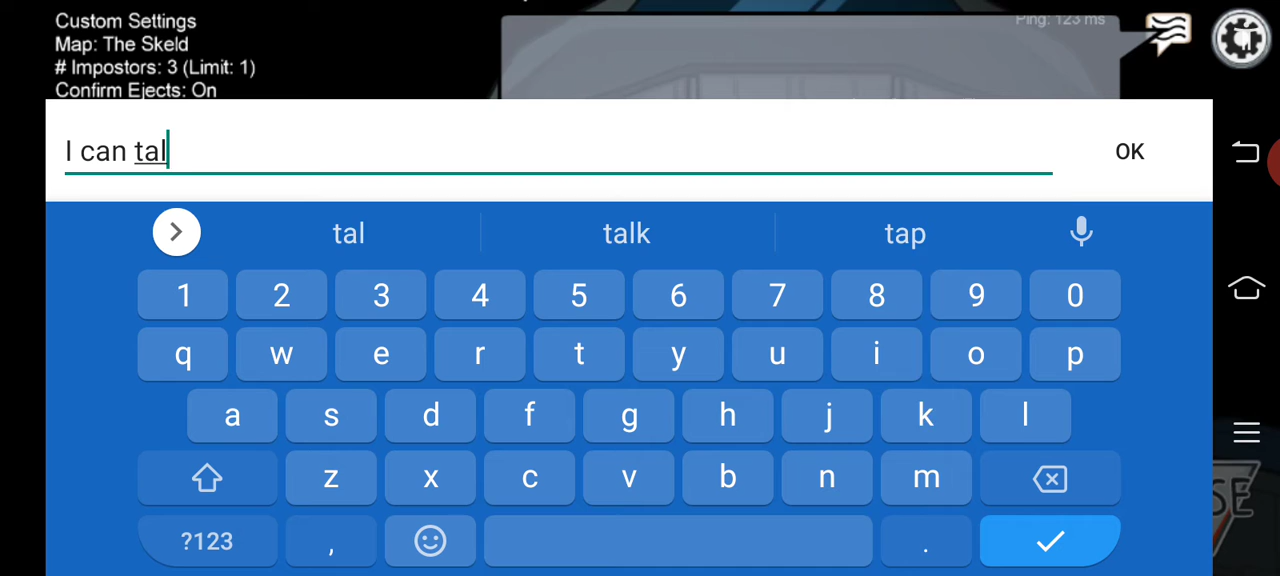 Custom Settings
Map: The Skeld
# Impostors: 3 (Limit: 1)
Confirm Ejects: On
Ping: 123 ms
I can tal
OK
tal talk tap
1 2 3 4 5 6 7 8 9 0
q w e r t y u i o p
a s d f g h j k l
z x c v b n m
?123 , .
SE